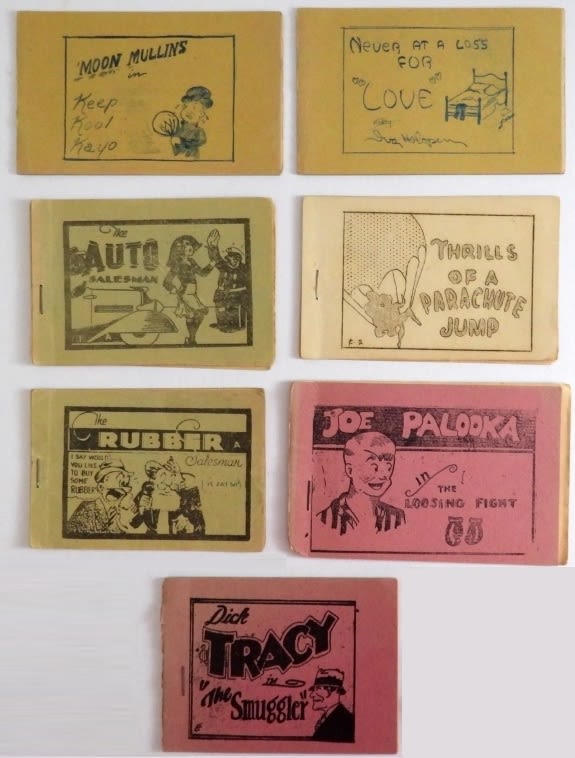 'MOON MULLINS
in
Keep
Kool
Kayo
NEVER AT A LOSS
FOR
"LOVE"
The
AUTO
SALESMAN
THRILLS
OF A
PARACHUTE
JUMP
The
RUBBER
Salesman
I SAY WOULD
YOU LIKE
TO BUY
SOME
RUBBERS
JOE PALOOKA
in
THE
LOOSING FIGHT
Dick
TRACY
in
"The
Smuggler"